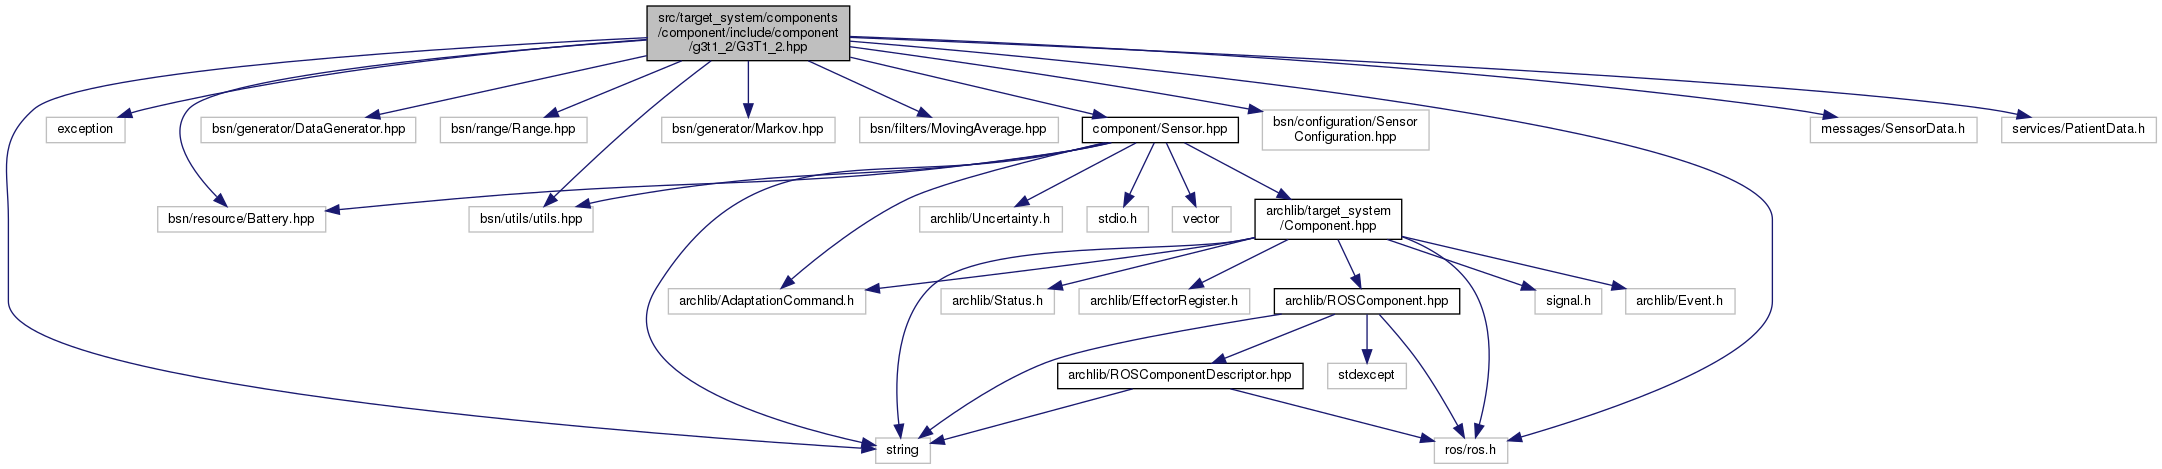 src/target_system/components
/component/include/component
/g3t1_2/G3T1_2.hpp
exception
bsn/generator/DataGenerator.hpp
bsn/range/Range.hpp
bsn/generator/Markov.hpp
bsn/filters/MovingAverage.hpp
component/Sensor.hpp
bsn/configuration/Sensor
Configuration.hpp
messages/SensorData.h
services/PatientData.h
bsn/resource/Battery.hpp
bsn/utils/utils.hpp
archlib/Uncertainty.h
stdio.h
vector
archlib/target_system
/Component.hpp
archlib/AdaptationCommand.h
archlib/Status.h
archlib/EffectorRegister.h
archlib/ROSComponent.hpp
signal.h
archlib/Event.h
archlib/ROSComponentDescriptor.hpp
stdexcept
string
ros/ros.h